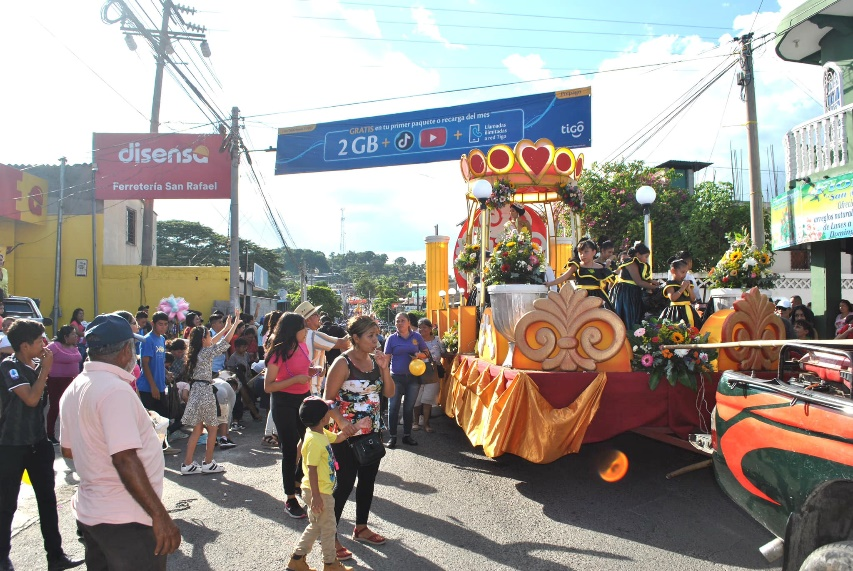 GRATIS en tu primer paquete o recarga del mes
2 GB + + +
Llamadas
ilimitadas
a red Tigo
tigo
disensa
Ferretería San Rafael